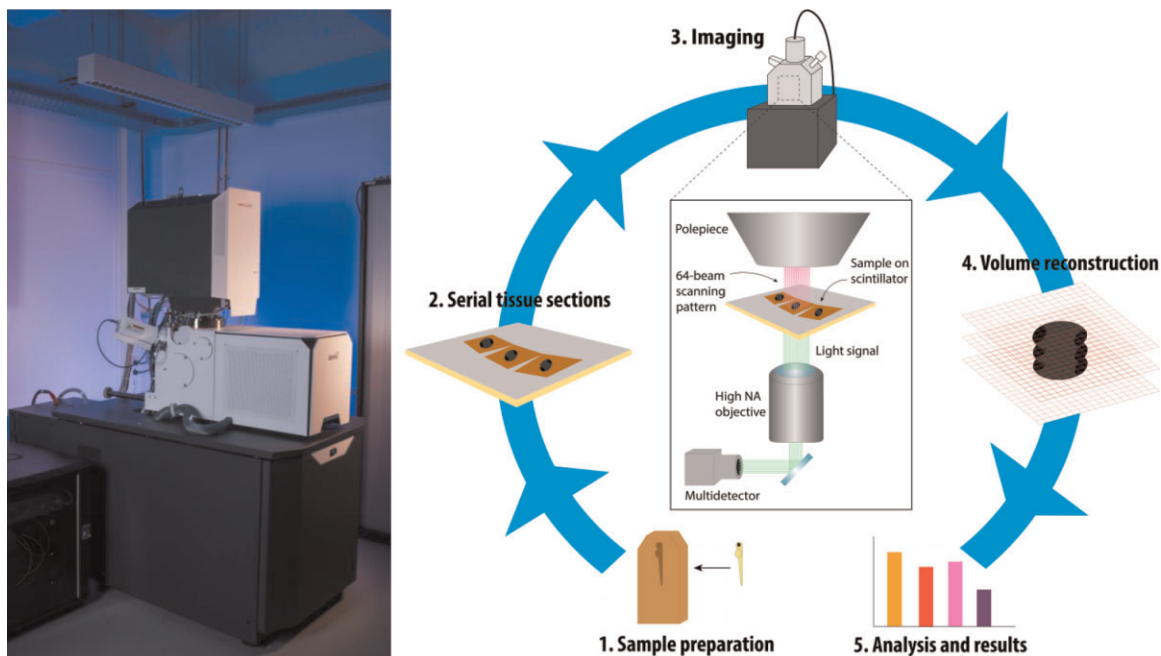 3. Imaging
Polepiece
64-beam
scanning
pattern
Sample on
scintillator
Light signal
High NA
objective
Multidetector
2. Serial tissue sections
4. Volume reconstruction
1. Sample preparation
5. Analysis and results